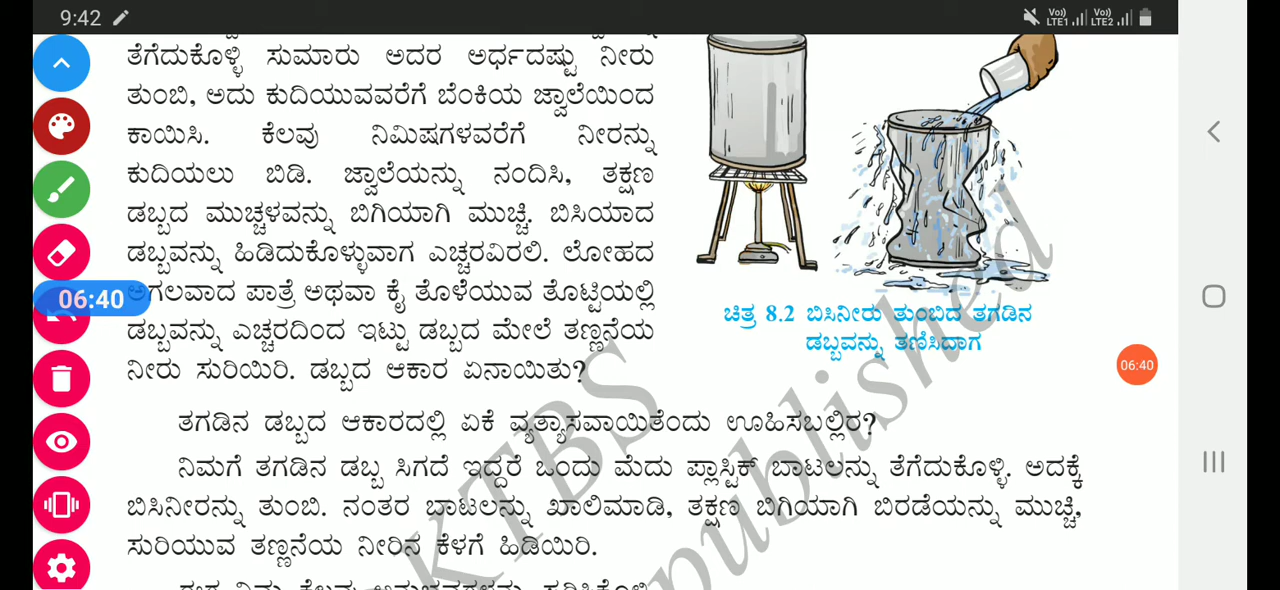 9:42
Vo)) LTE1 Vo)) LTE2
ತೆಗೆದುಕೊಳ್ಳಿ ಸುಮಾರು ಅದರ ಅರ್ಧದಷ್ಟು ನೀರು
ತುಂಬಿ, ಅದು ಕುದಿಯುವವರೆಗೆ ಬೆಂಕಿಯ ಜ್ವಾಲೆಯಿಂದ
ಕಾಯಿಸಿ. ಕೆಲವು ನಿಮಿಷಗಳವರೆಗೆ ನೀರನ್ನು
ಕುದಿಯಲು ಬಿಡಿ. ಜ್ವಾಲೆಯನ್ನು ನಂದಿಸಿ, ತಕ್ಷಣ
ಡಬ್ಬದ ಮುಚ್ಚಳವನ್ನು ಬಿಗಿಯಾಗಿ ಮುಚ್ಚಿ. ಬಿಸಿಯಾದ
ಡಬ್ಬವನ್ನು ಹಿಡಿದುಕೊಳ್ಳುವಾಗ ಎಚ್ಚರವಿರಲಿ. ಲೋಹದ
06:40
ಅಗಲವಾದ ಪಾತ್ರೆ ಅಥವಾ ಕೈ ತೊಳೆಯುವ ತೊಟ್ಟಿಯಲ್ಲಿ
ಡಬ್ಬವನ್ನು ಎಚ್ಚರದಿಂದ ಇಟ್ಟು ಡಬ್ಬದ ಮೇಲೆ ತಣ್ಣನೆಯ
ನೀರು ಸುರಿಯಿರಿ. ಡಬ್ಬದ ಆಕಾರ ಏನಾಯಿತು?
ಚಿತ್ರ 8.2 ಬಿಸಿನೀರು ತುಂಬಿದ ತಗಡಿನ
ಡಬ್ಬವನ್ನು ತಣಿಸಿದಾಗ
06:40
ತಗಡಿನ ಡಬ್ಬದ ಆಕಾರದಲ್ಲಿ ಏಕೆ ವ್ಯತ್ಯಾಸವಾಯಿತೆಂದು ಊಹಿಸಬಲ್ಲಿರ?
ನಿಮಗೆ ತಗಡಿನ ಡಬ್ಬ ಸಿಗದೆ ಇದ್ದರೆ ಒಂದು ಮೆದು ಪ್ಲಾಸ್ಟಿಕ್ ಬಾಟಲನ್ನು ತೆಗೆದುಕೊಳ್ಳಿ. ಅದಕ್ಕೆ
ಬಿಸಿನೀರನ್ನು ತುಂಬಿ. ನಂತರ ಬಾಟಲನ್ನು ಖಾಲಿಮಾಡಿ, ತಕ್ಷಣ ಬಿಗಿಯಾಗಿ ಬಿರಡೆಯನ್ನು ಮುಚ್ಚಿ,
ಸುರಿಯುವ ತಣ್ಣನೆಯ ನೀರಿನ ಕೆಳಗೆ ಹಿಡಿಯಿರಿ.
KTBS
published